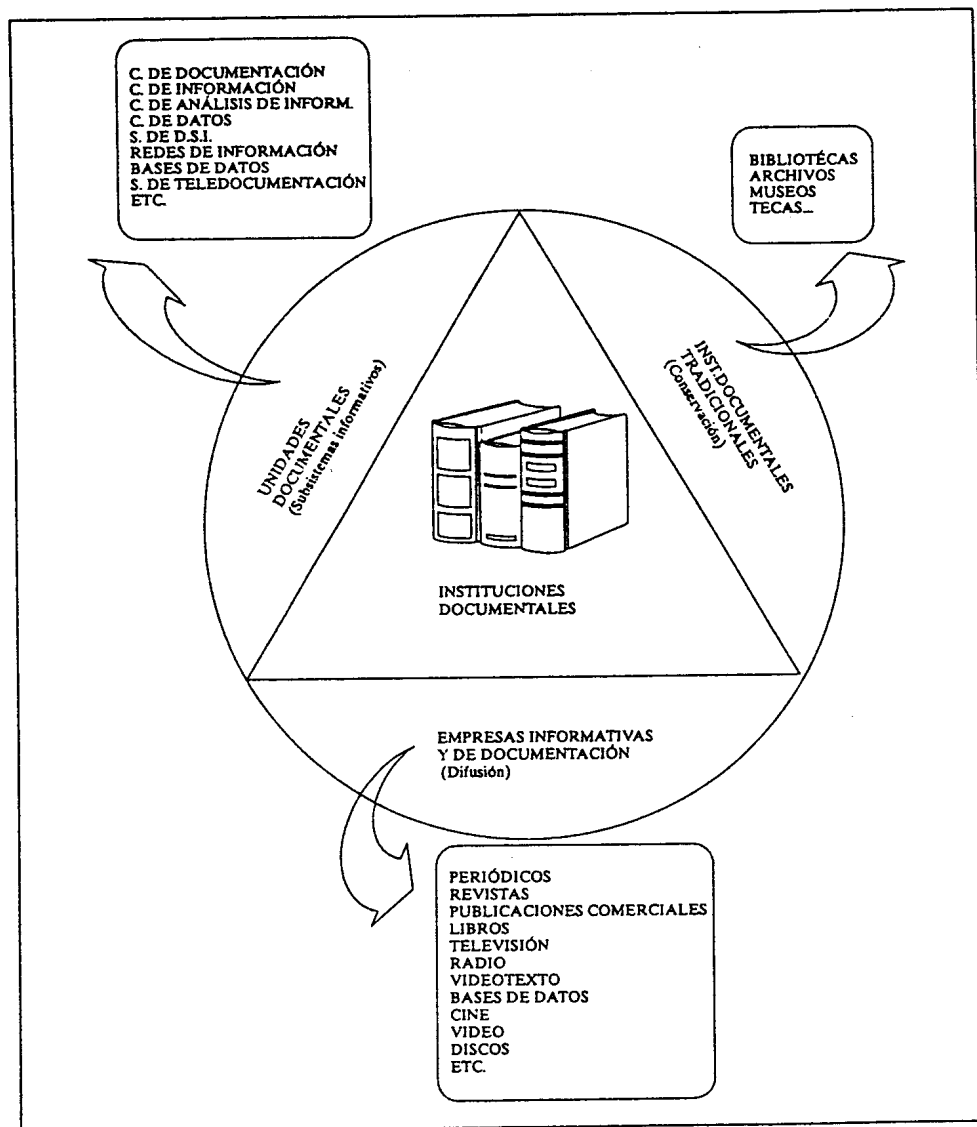 C. DE DOCUMENTACIÓN
C. DE INFORMACIÓN
C. DE ANÁLISIS DE INFORM.
C. DE DATOS
S. DE D.S.I.
REDES DE INFORMACIÓN
BASES DE DATOS
S. DE TELEDOCUMENTACIÓN
ETC.
BIBLIOTÉCAS
ARCHIVOS
MUSEOS
TECAS...
UNIDADES
DOCUMENTALES
(Subsistemas informativos)
INST.DOCUMENTALES
TRADICIONALES
(Conservación)
INSTITUCIONES
DOCUMENTALES
EMPRESAS INFORMATIVAS
Y DE DOCUMENTACIÓN
(Difusión)
PERIÓDICOS
REVISTAS
PUBLICACIONES COMERCIALES
LIBROS
TELEVISIÓN
RADIO
VIDEOTEXTO
BASES DE DATOS
CINE
VIDEO
DISCOS
ETC.